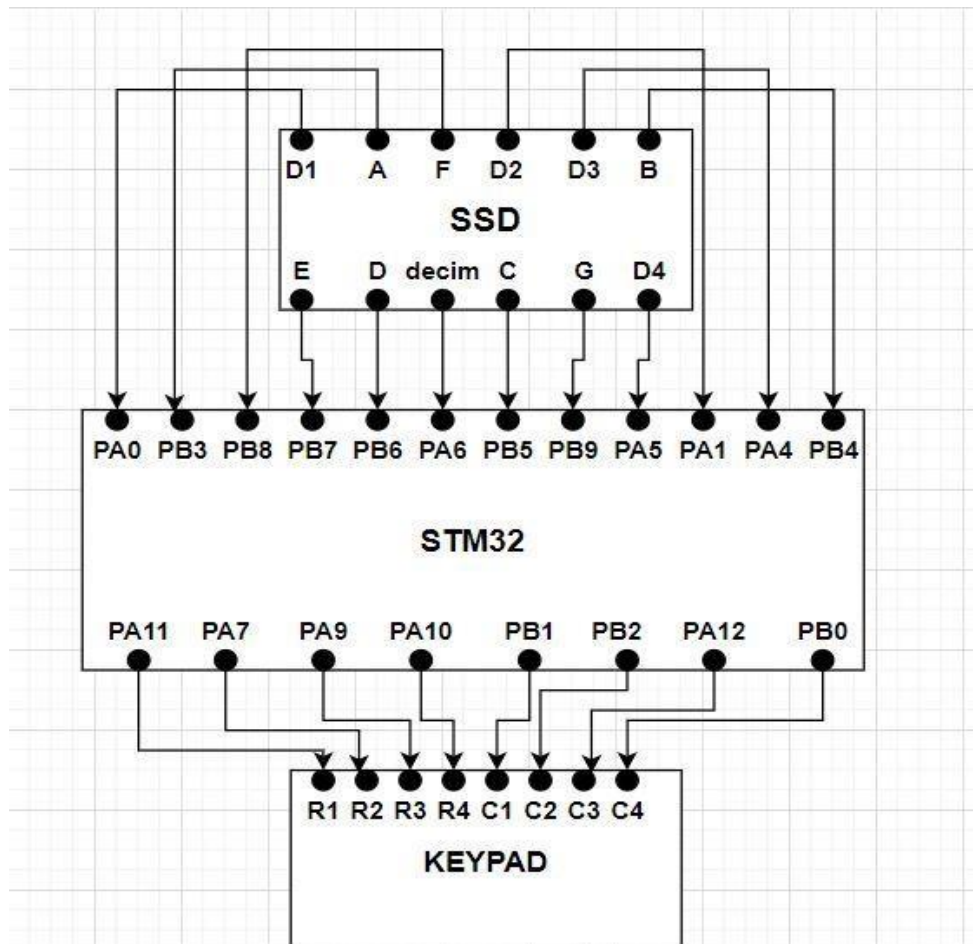 D1 A F D2 D3 B
SSD
E D decim C G D4
PA0 PB3 PB8 PB7 PB6 PA6 PB5 PB9 PA5 PA1 PA4 PB4
STM32
PA11 PA7 PA9 PA10 PB1 PB2 PA12 PB0
R1 R2 R3 R4 C1 C2 C3 C4
KEYPAD